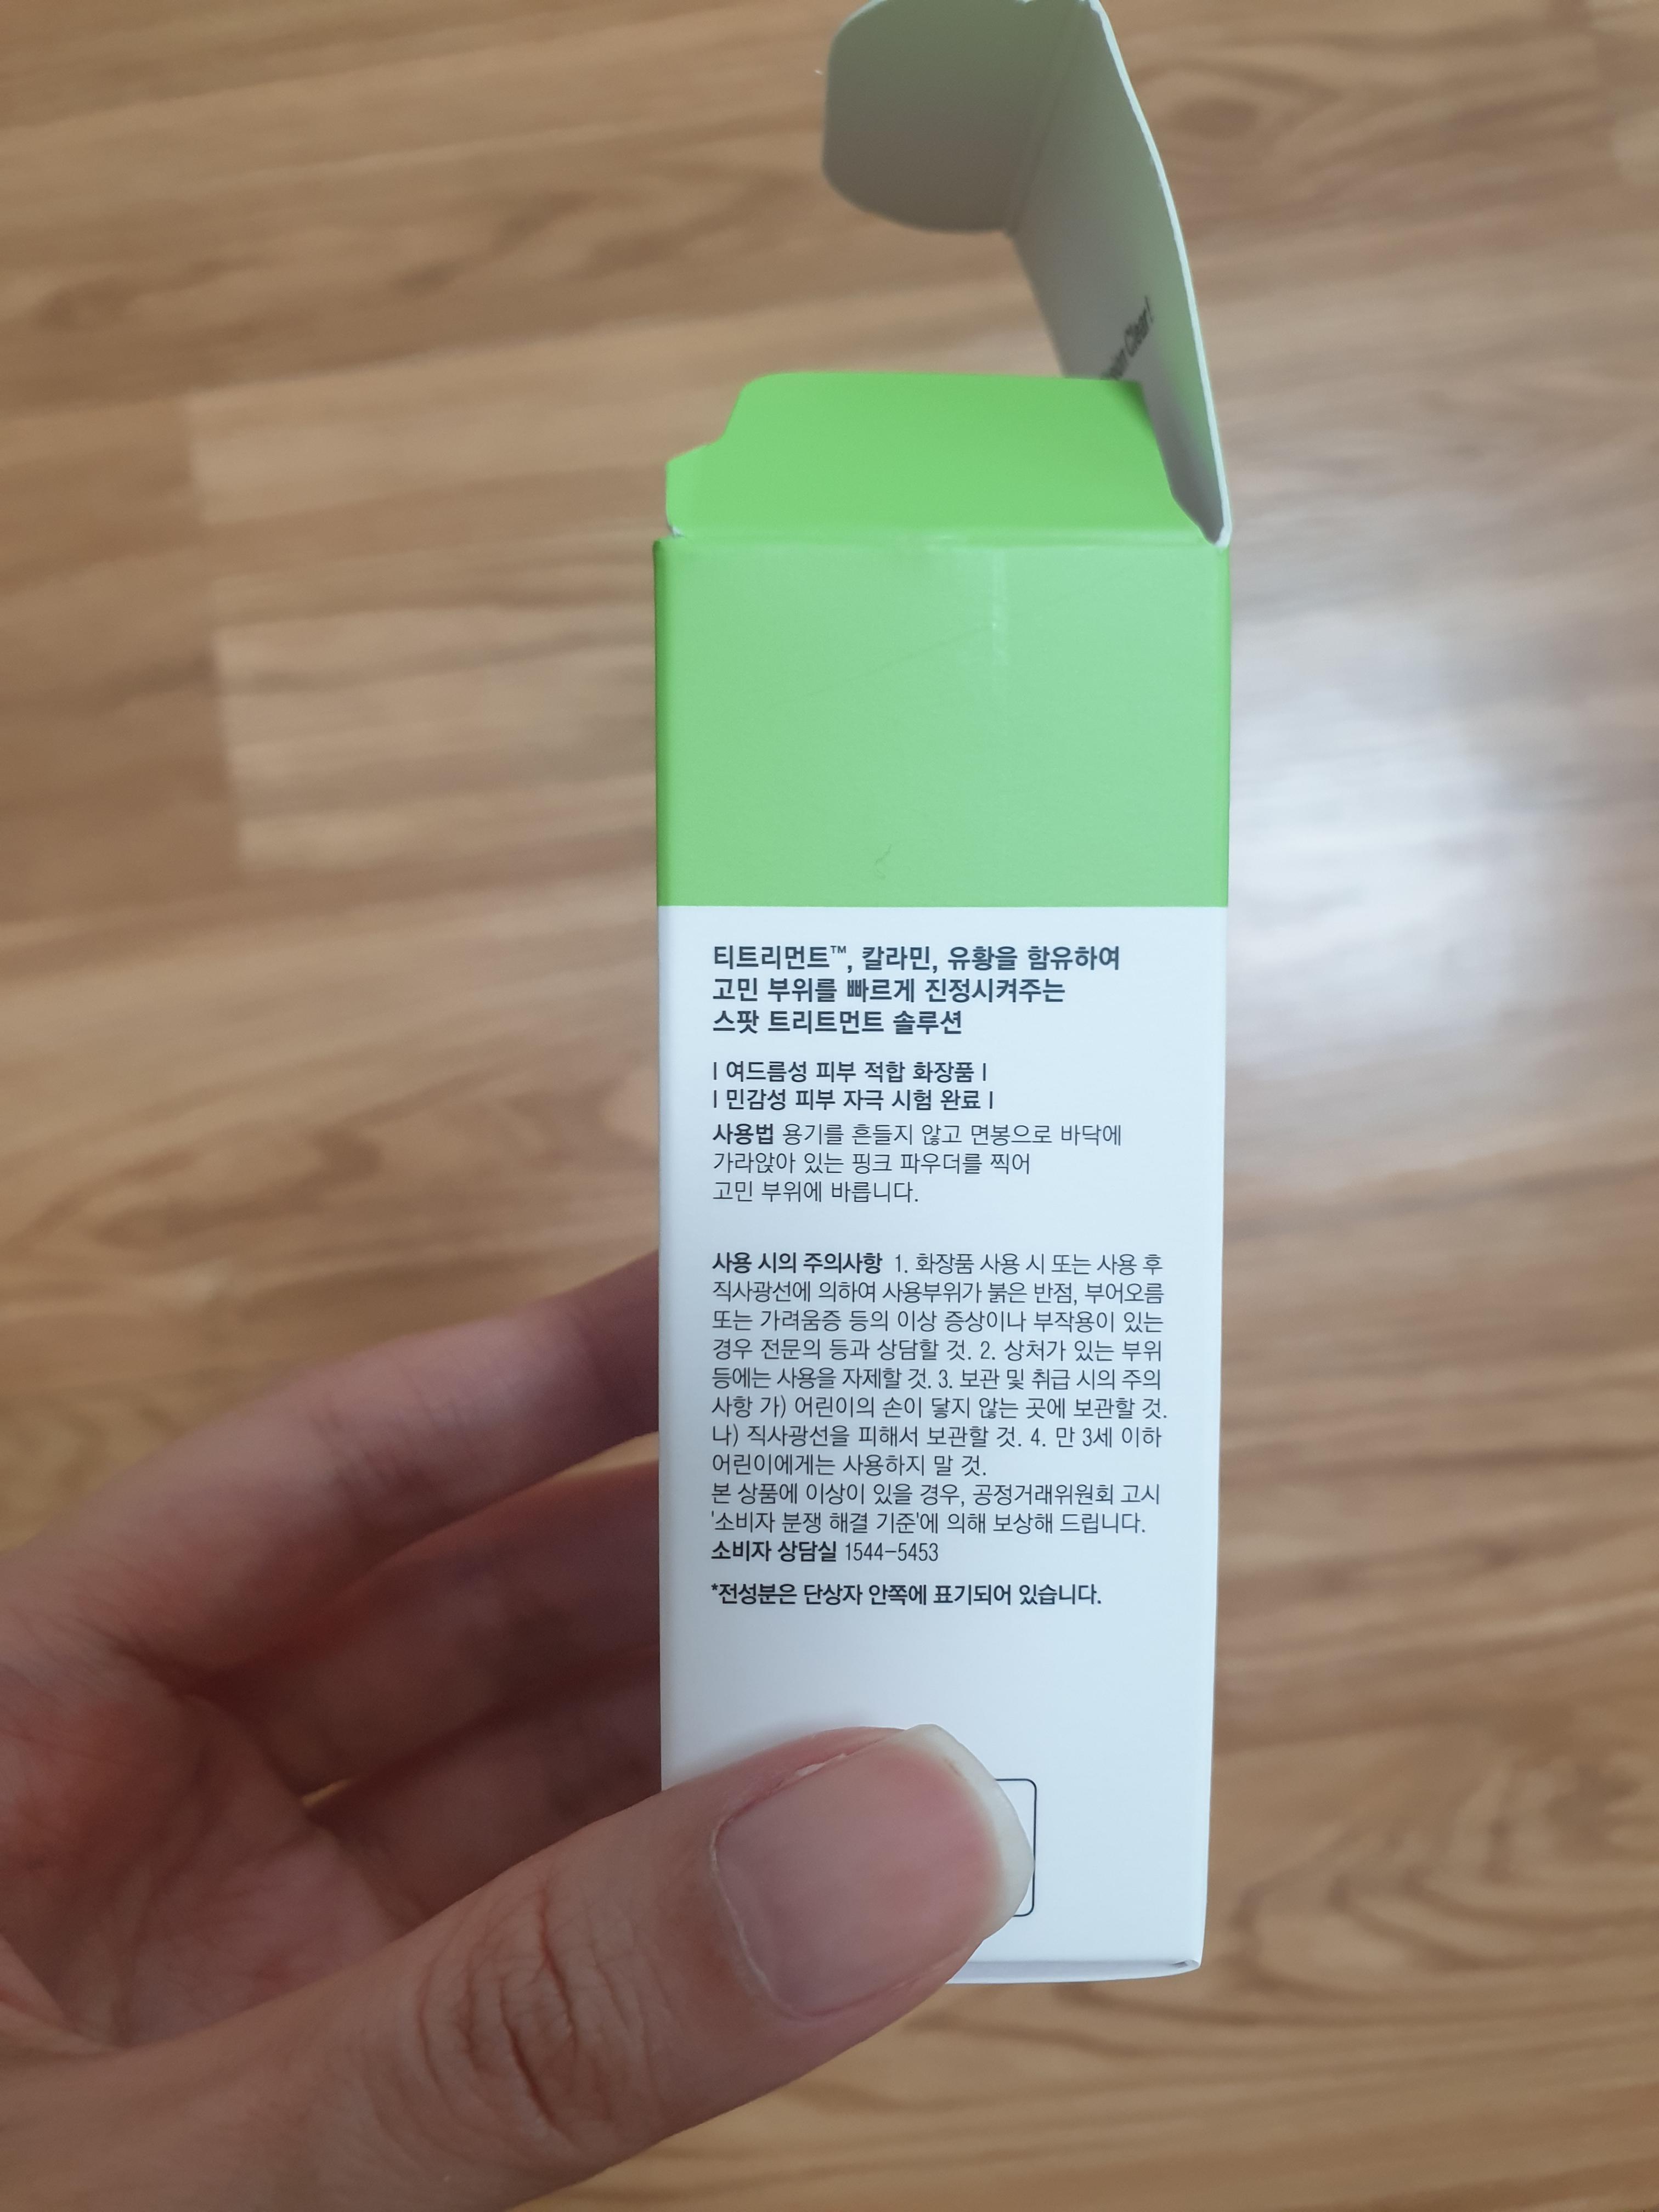 Clear!
티트리먼트™, 칼라민, 유황을 함유하여
고민 부위를 빠르게 진정시켜주는
스팟 트리트먼트 솔루션
| 여드름성 피부 적합 화장품 |
| 민감성 피부 자극 시험 완료 |
사용법 용기를 흔들지 않고 면봉으로 바닥에
가라앉아 있는 핑크 파우더를 찍어
고민 부위에 바릅니다.
사용 시의 주의사항 1. 화장품 사용 시 또는 사용 후
직사광선에 의하여 사용부위가 붉은 반점, 부어오름
또는 가려움증 등의 이상 증상이나 부작용이 있는
경우 전문의 등과 상담할 것. 2. 상처가 있는 부위
등에는 사용을 자제할 것. 3. 보관 및 취급 시의 주의
사항 가) 어린이의 손이 닿지 않는 곳에 보관할 것.
나) 직사광선을 피해서 보관할 것. 4. 만 3세 이하
어린이에게는 사용하지 말 것.
본 상품에 이상이 있을 경우, 공정거래위원회 고시
'소비자 분쟁 해결 기준'에 의해 보상해 드립니다.
소비자 상담실 1544-5453
*전성분은 단상자 안쪽에 표기되어 있습니다.